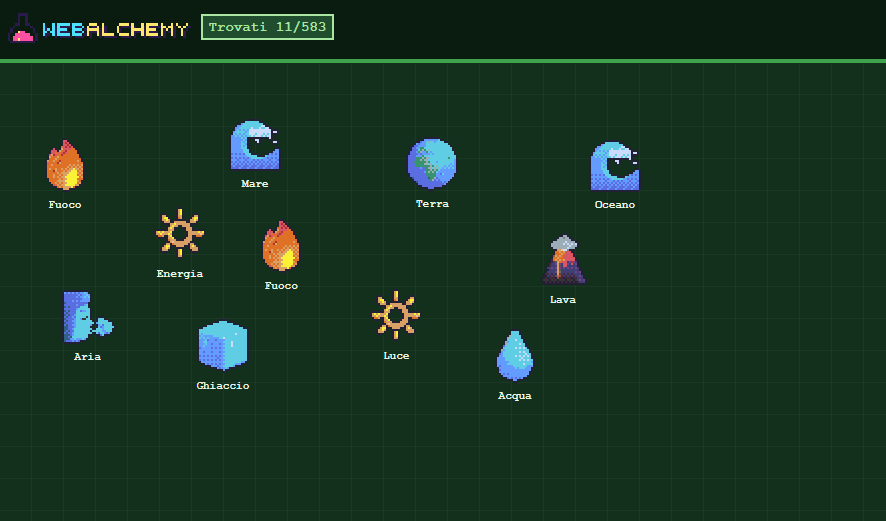 WEBALCHEMY
Trovati 11/583
Mare
Fuoco
Terra
Oceano
Energia
Fuoco
Lava
Aria
Luce
Ghiaccio
Acqua